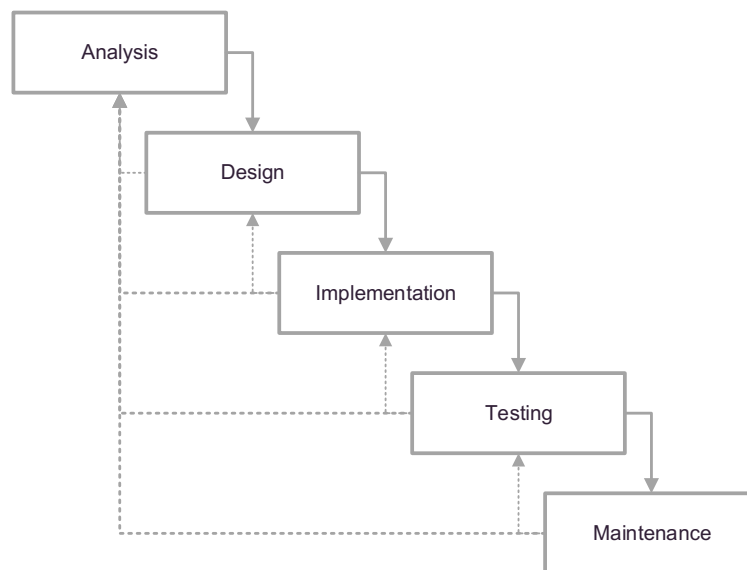 Analysis
Design
Implementation
Testing
Maintenance